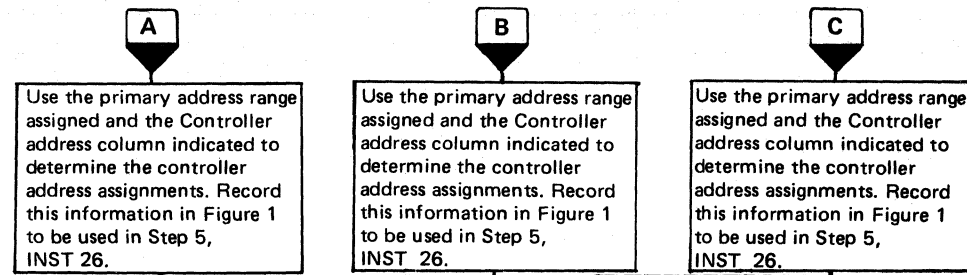 A
Use the primary address range
assigned and the Controller
address column indicated to
determine the controller
address assignments. Record
this information in Figure 1
to be used in Step 5,
INST 26.
B
Use the primary address range
assigned and the Controller
address column indicated to
determine the controller
address assignments. Record
this information in Figure 1
to be used in Step 5,
INST 26.
C
Use the primary address range
assigned and the Controller
address column indicated to
determine the controller
address assignments. Record
this information in Figure 1
to be used in Step 5,
INST 26.